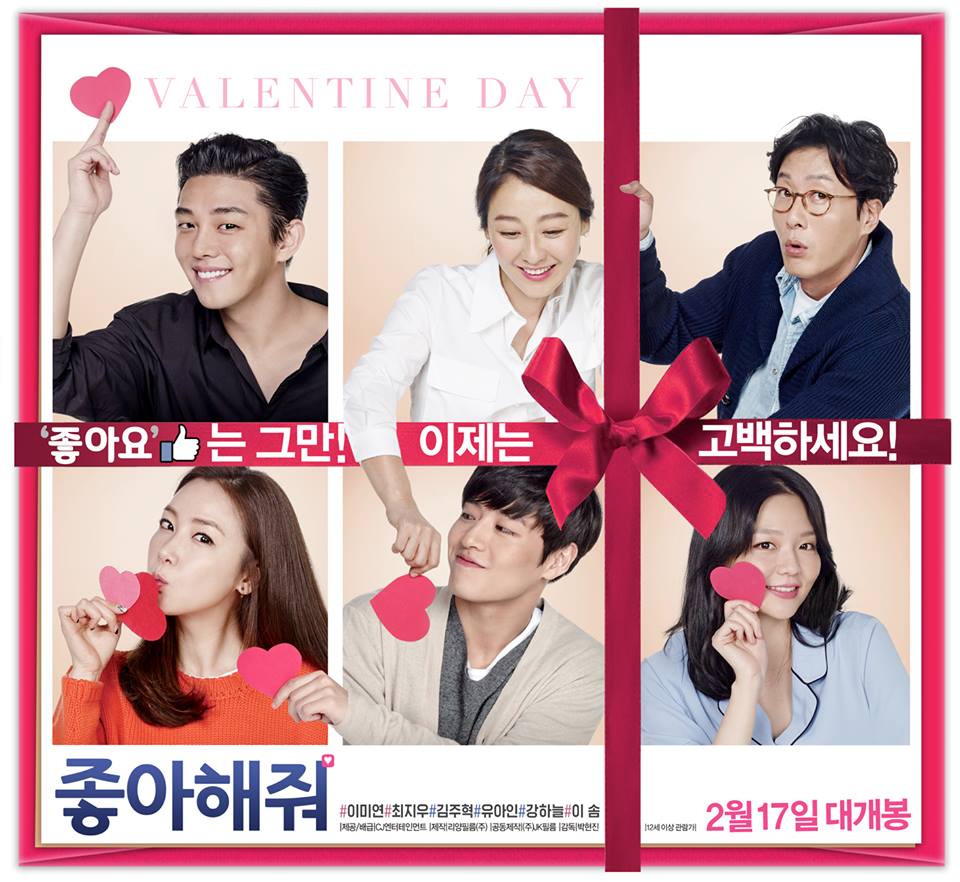 VALENTINE DAY
'좋아요'는 그만! 이제는 고백하세요!
좋아해줘
#이미연#최지우#김주혁#유아인#강하늘#이 솜
|제공/배급|CJ엔터테인먼트 |제작|리양필름(주) |공동제작|(주)JK필름 |감독|박현진
|12세 이상 관람가|
2월 17일 대개봉